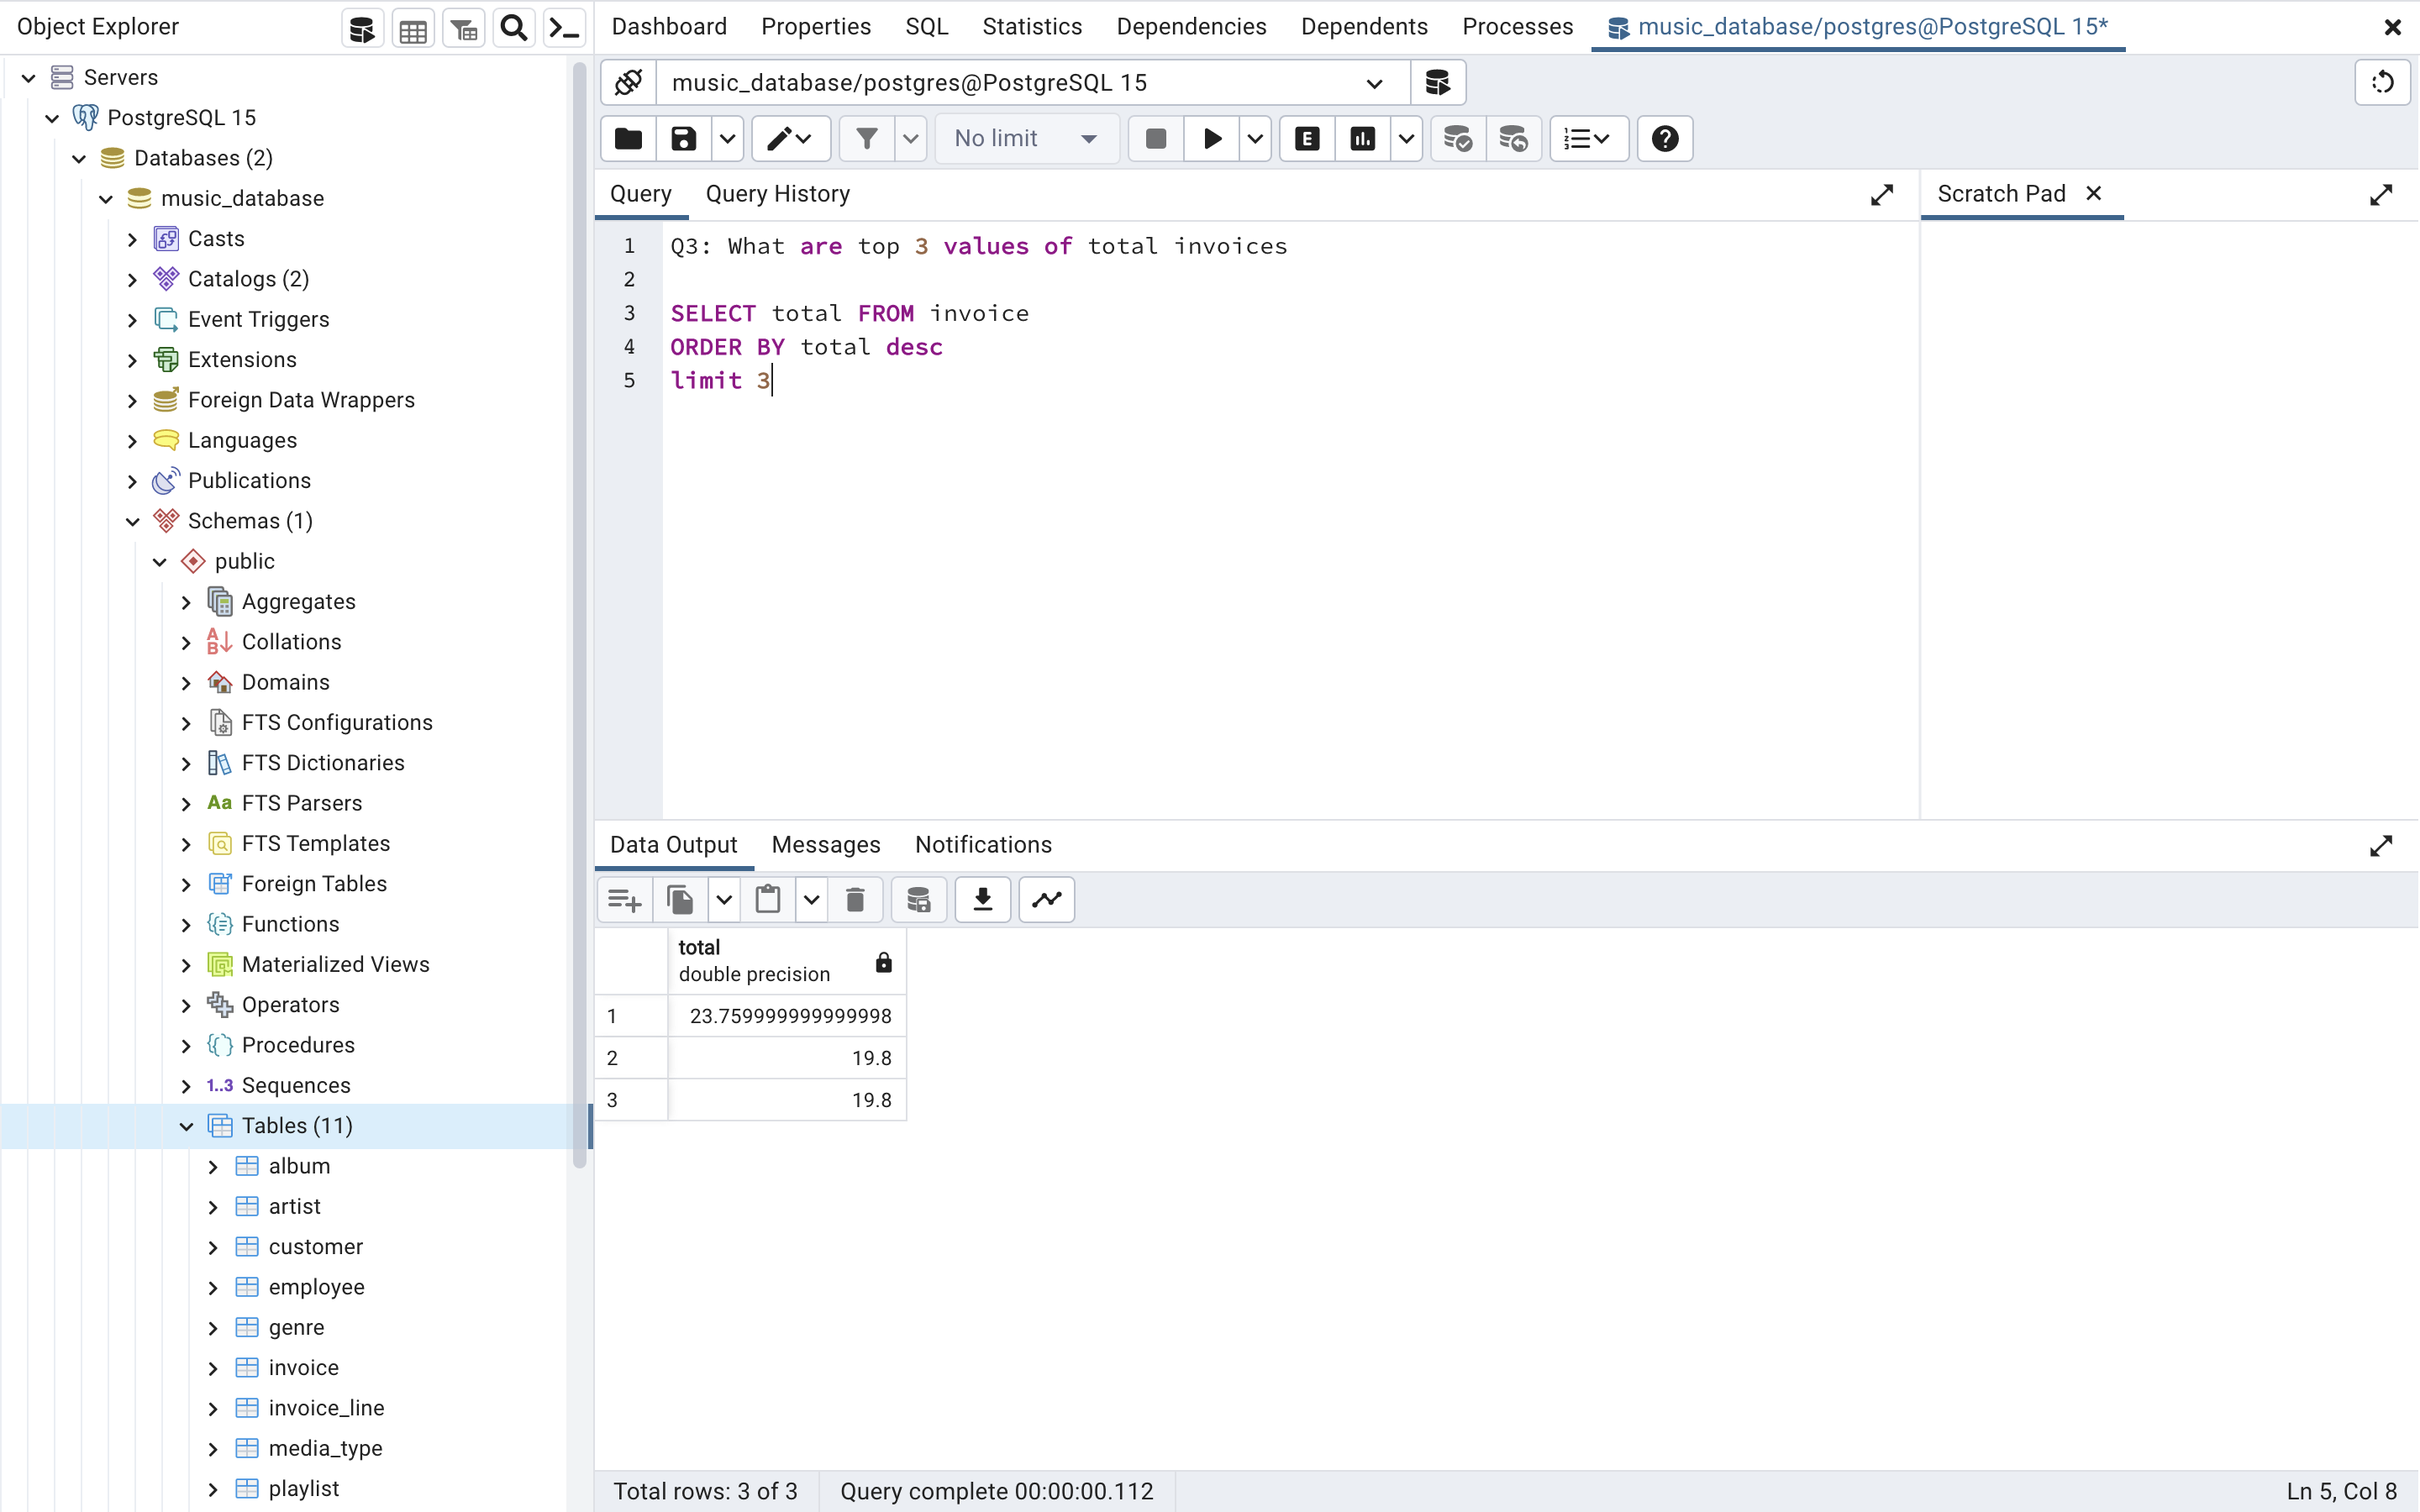 Object Explorer
Dashboard Properties SQL Statistics Dependencies Dependents Processes music_database/postgres@PostgreSQL 15*
Servers
PostgreSQL 15
Databases (2)
music_database
Casts
Catalogs (2)
Event Triggers
Extensions
Foreign Data Wrappers
Languages
Publications
Schemas (1)
public
Aggregates
Collations
Domains
FTS Configurations
FTS Dictionaries
Aa FTS Parsers
FTS Templates
Foreign Tables
Functions
Materialized Views
Operators
Procedures
1..3 Sequences
Tables (11)
album
artist
customer
employee
genre
invoice
invoice_line
media_type
playlist
music_database/postgres@PostgreSQL 15
No limit
E
Query Query History
Scratch Pad
1 Q3: What are top 3 values of total invoices
2
3 SELECT total FROM invoice
4 ORDER BY total desc
5 limit 3
Data Output Messages Notifications
total
double precision
1 23.759999999999998
2 19.8
3 19.8
Total rows: 3 of 3 Query complete 00:00:00.112 Ln 5, Col 8